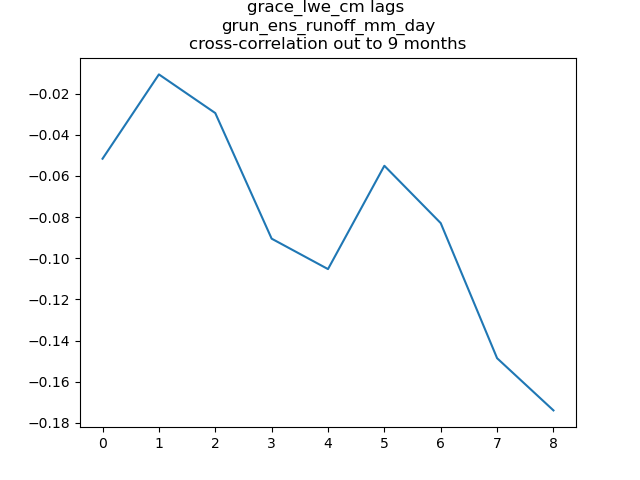 grace_lwe_cm lags
grun_ens_runoff_mm_day
cross-correlation out to 9 months
−0.02
−0.04
−0.06
−0.08
−0.10
−0.12
−0.14
−0.16
−0.18
0 1 2 3 4 5 6 7 8